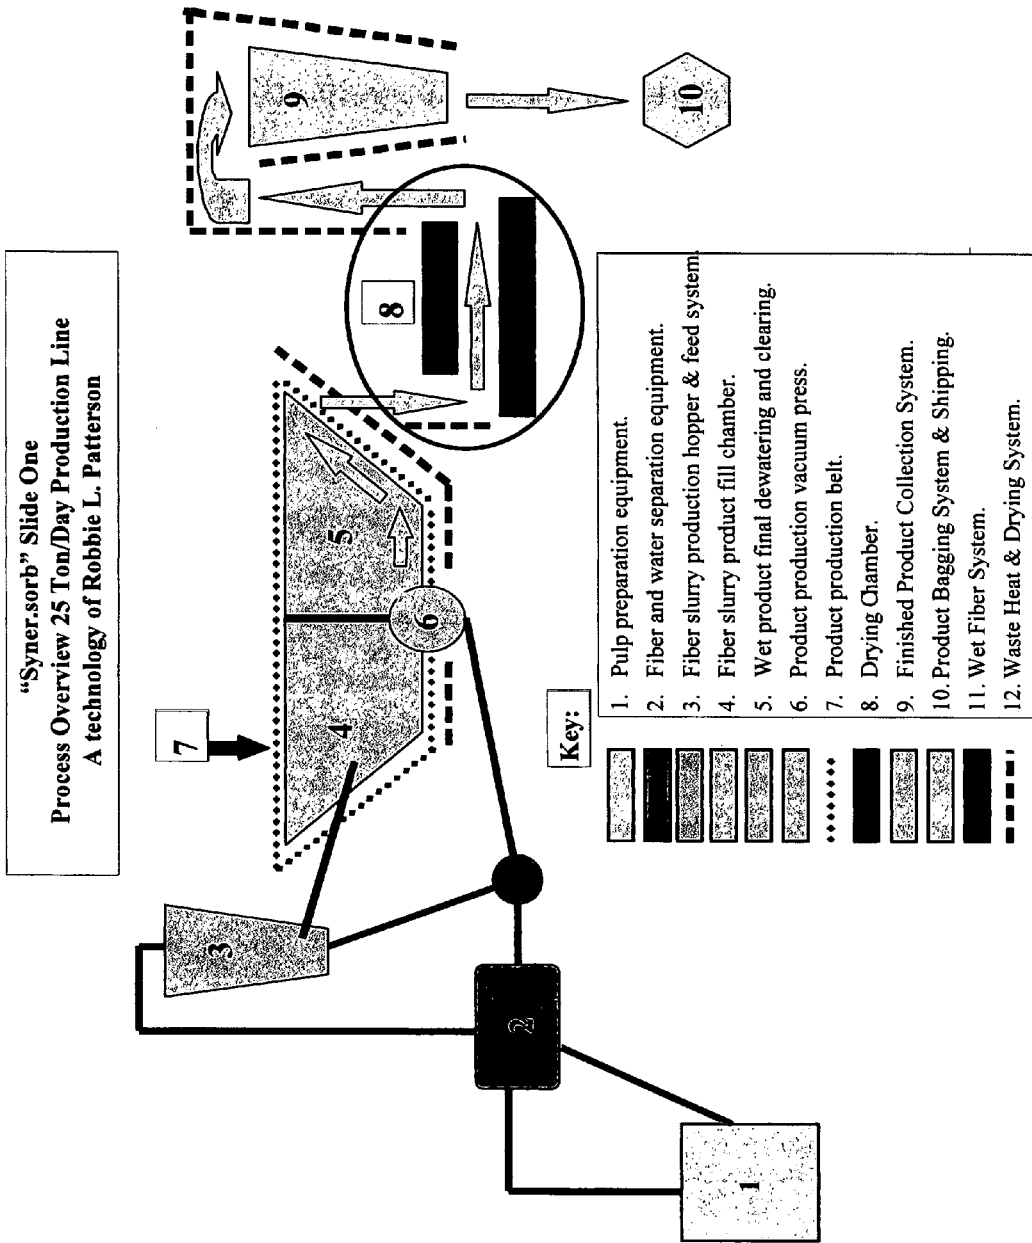 “Syner.sorb” Slide One
Process Overview 25 Ton/Day Production Line
A technology of Robbie L. Patterson
1
2
3
4
5
6
7
8
9
10
Key:
1. Pulp preparation equipment.
2. Fiber and water separation equipment.
3. Fiber slurry production hopper & feed system.
4. Fiber slurry product fill chamber.
5. Wet product final dewatering and clearing.
6. Product production vacuum press.
7. Product production belt.
8. Drying Chamber.
9. Finished Product Collection System.
10. Product Bagging System & Shipping.
11. Wet Fiber System.
12. Waste Heat & Drying System